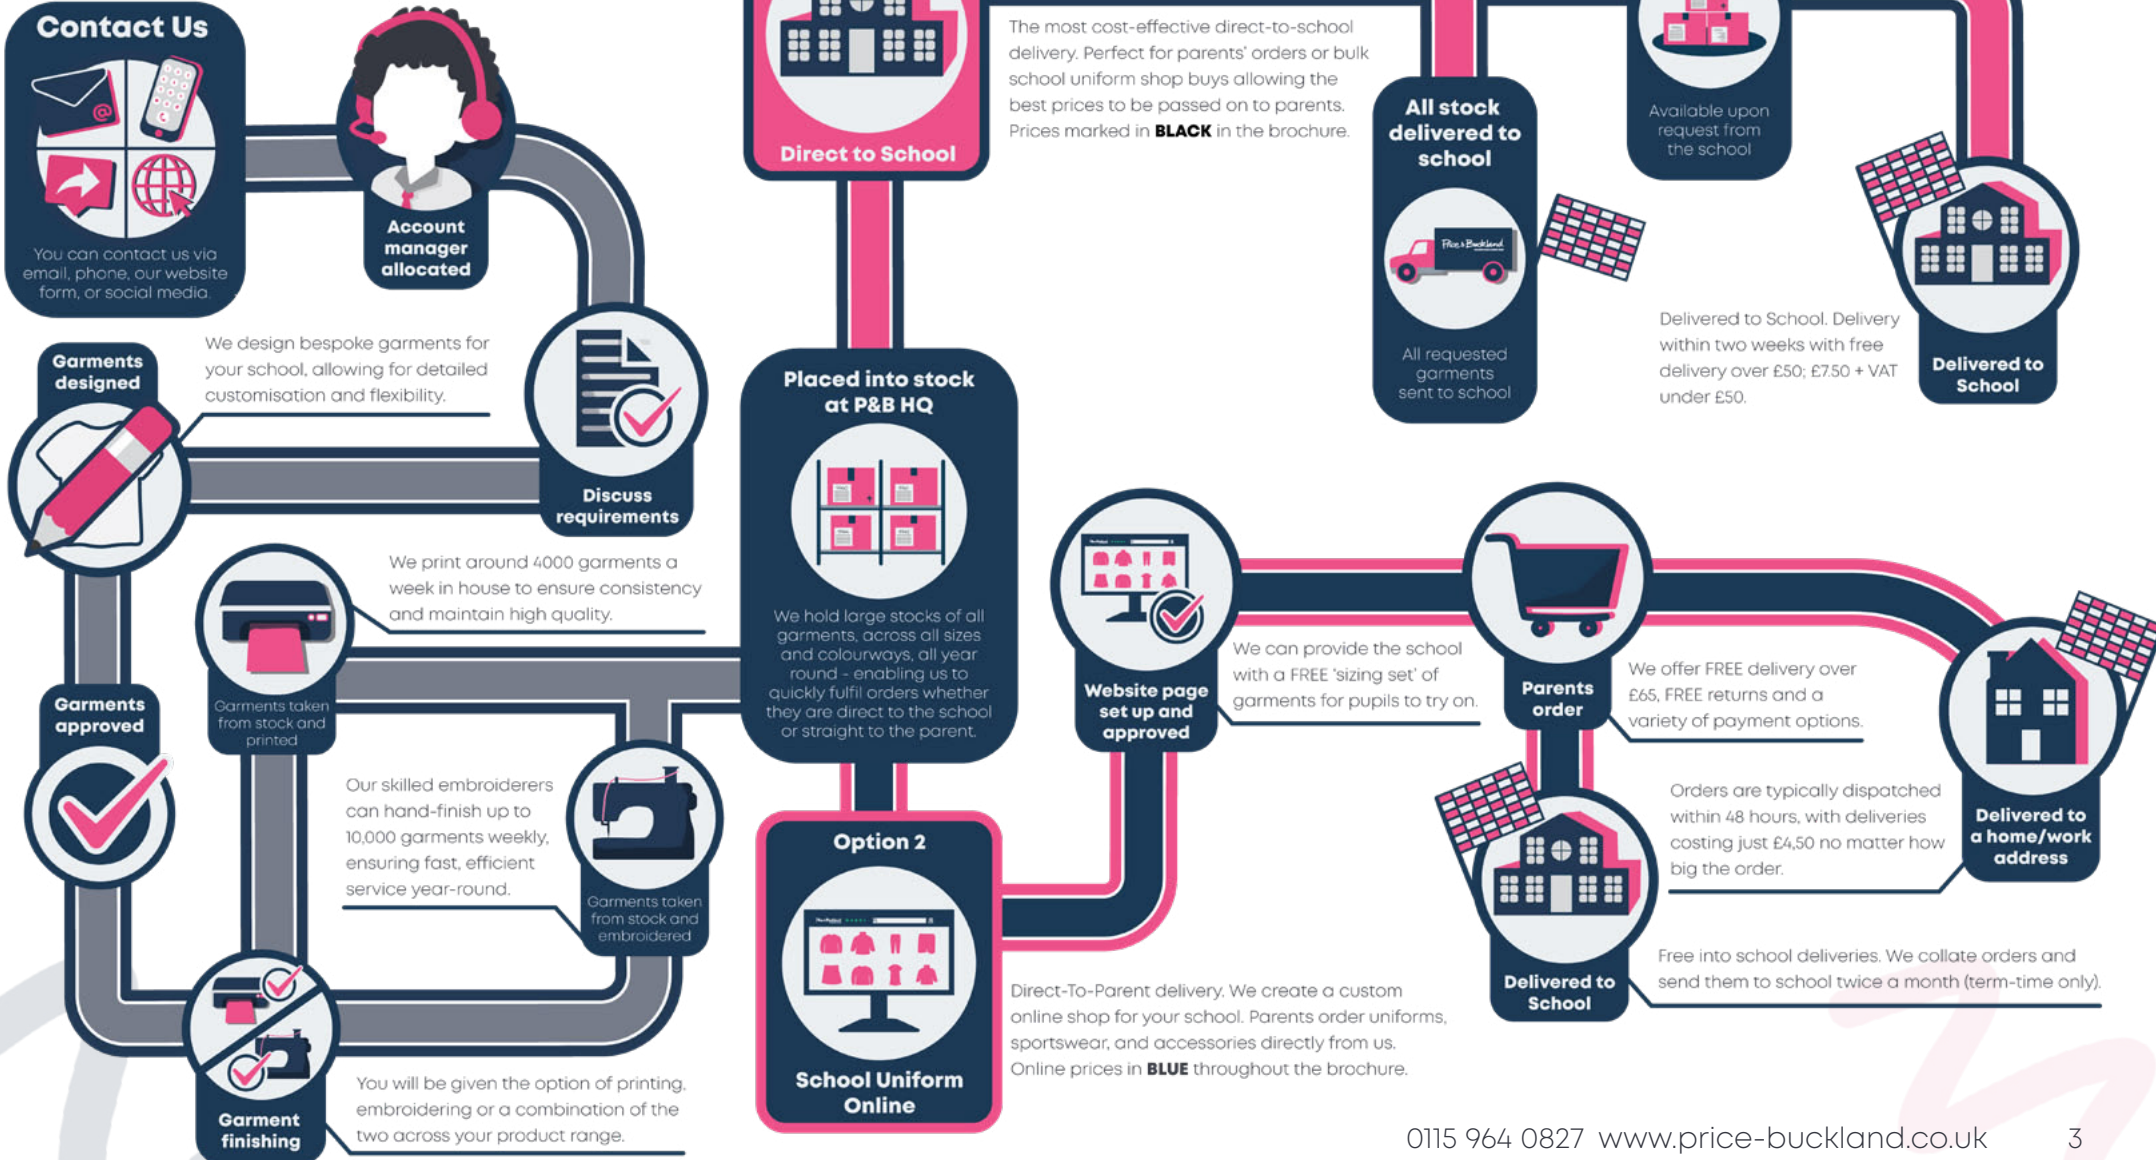 Contact Us
You can contact us via
email, phone, our website
form, or social media.
Account
manager
allocated
Discuss
requirements
Garments
designed
We design bespoke garments for
your school, allowing for detailed
customisation and flexibility.
Garments
approved
Garment
finishing
You will be given the option of printing,
embroidering or a combination of the
two across your product range.
We print around 4000 garments a
week in house to ensure consistency
and maintain high quality.
Garments taken
from stock and
printed
Our skilled embroiderers
can hand-finish up to
10,000 garments weekly,
ensuring fast, efficient
service year-round.
Garments taken
from stock and
embroidered
Placed into stock
at P&B HQ
We hold large stocks of all
garments, across all sizes
and colourways, all year
round - enabling us to
quickly fulfil orders whether
they are direct to the school
or straight to the parent.
Direct to School
The most cost-effective direct-to-school
delivery. Perfect for parents' orders or bulk
school uniform shop buys allowing the
best prices to be passed on to parents.
Prices marked in BLACK in the brochure.
All stock
delivered to
school
Price & Buckland
All requested
garments
sent to school
Available upon
request from
the school
Delivered to School. Delivery
within two weeks with free
delivery over £50; £7.50 + VAT
under £50.
Delivered to
School
Option 2
School Uniform
Online
Direct-To-Parent delivery. We create a custom
online shop for your school. Parents order uniforms,
sportswear, and accessories directly from us.
Online prices in BLUE throughout the brochure.
Website page
set up and
approved
We can provide the school
with a FREE 'sizing set' of
garments for pupils to try on.
Parents
order
We offer FREE delivery over
£65, FREE returns and a
variety of payment options.
Orders are typically dispatched
within 48 hours, with deliveries
costing just £4,50 no matter how
big the order.
Delivered to
a home/work
address
Delivered to
School
Free into school deliveries. We collate orders and
send them to school twice a month (term-time only).
0115 964 0827 www.price-buckland.co.uk 3